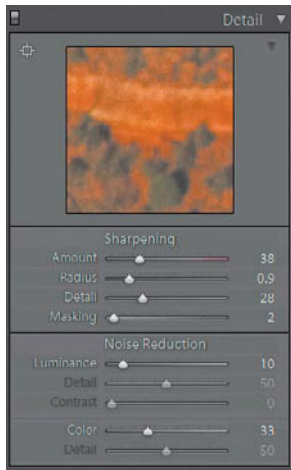 Detail
Sharpening
Amount 38
Radius 0.9
Detail 28
Masking 2
Noise Reduction
Luminance 10
Detail 50
Contrast 0
Color 33
Detail 50